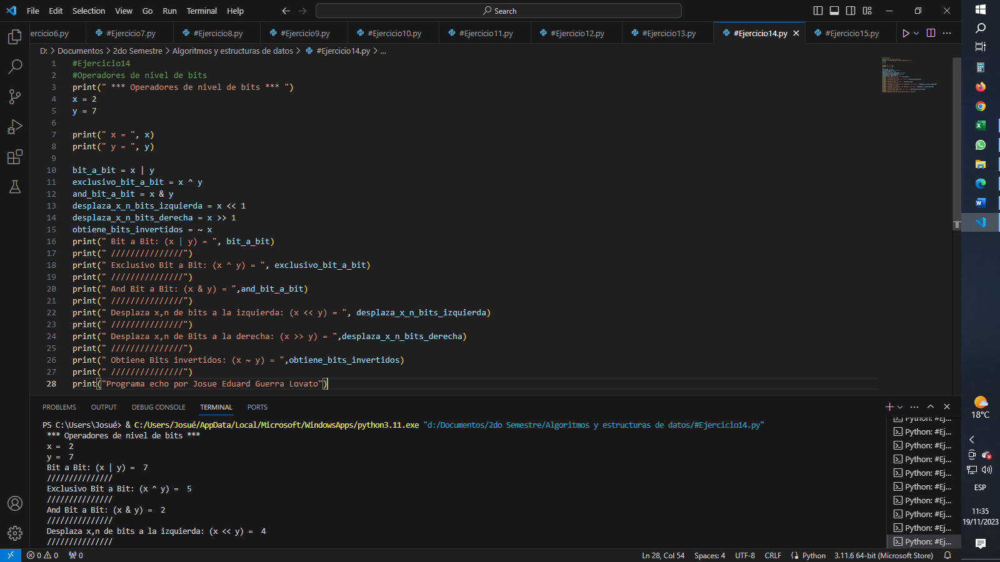 File Edit Selection View Go Run Terminal Help
Search
ercicio6.py #Ejercicio7.py #Ejercicio8.py #Ejercicio9.py #Ejercicio10.py #Ejercicio11.py #Ejercicio12.py #Ejercicio13.py #Ejercicio14.py #Ejercicio15.py
D: > Documentos > 2do Semestre > Algoritmos y estructuras de datos > #Ejercicio14.py > ...
1 #Ejercicio14
2 #Operadores de nivel de bits
3 print(" *** Operadores de nivel de bits *** ")
4 x = 2
5 y = 7
6
7 print(" x = ", x)
8 print(" y = ", y)
9
10 bit_a_bit = x | y
11 exclusivo_bit_a_bit = x ^ y
12 and_bit_a_bit = x & y
13 desplaza_x_n_bits_izquierda = x << 1
14 desplaza_x_n_bits_derecha = x >> 1
15 obtiene_bits_invertidos = ~ x
16 print(" Bit a Bit: (x | y) = ", bit_a_bit)
17 print(" ///////////////")
18 print(" Exclusivo Bit a Bit: (x ^ y) = ", exclusivo_bit_a_bit)
19 print(" ///////////////")
20 print(" And Bit a Bit: (x & y) = ",and_bit_a_bit)
21 print(" ///////////////")
22 print(" Desplaza x,n de bits a la izquierda: (x << y) = ", desplaza_x_n_bits_izquierda)
23 print(" ///////////////")
24 print(" Desplaza x,n de Bits a la derecha: (x >> y) = ",desplaza_x_n_bits_derecha)
25 print(" ///////////////")
26 print(" Obtiene Bits invertidos: (x ~ y) = ",obtiene_bits_invertidos)
27 print(" ///////////////")
28 print("Programa echo por Josue Eduard Guerra Lovato")
PROBLEMS OUTPUT DEBUG CONSOLE TERMINAL PORTS
PS C:\Users\Josué> & C:/Users/Josué/AppData/Local/Microsoft/WindowsApps/python3.11.exe "d:/Documentos/2do Semestre/Algoritmos y estructuras de datos/#Ejercicio14.py"
*** Operadores de nivel de bits ***
x =  2
y =  7
Bit a Bit: (x | y) =  7
///////////////
Exclusivo Bit a Bit: (x ^ y) =  5
///////////////
And Bit a Bit: (x & y) =  2
///////////////
Desplaza x,n de bits a la izquierda: (x << y) =  4
///////////////
Python: #Ej...
Python: #Ej...
Python: #Ej...
Python: #Ej...
Python: #Ej...
Python: #Ej...
Python: #Ej...
Python: #Ej...
Python: #Ej...
Python: #Ej...
0 0 0
Ln 28, Col 54 Spaces: 4 UTF-8 CRLF Python 3.11.6 64-bit (Microsoft Store)
18°C
ESP
11:35
19/11/2023